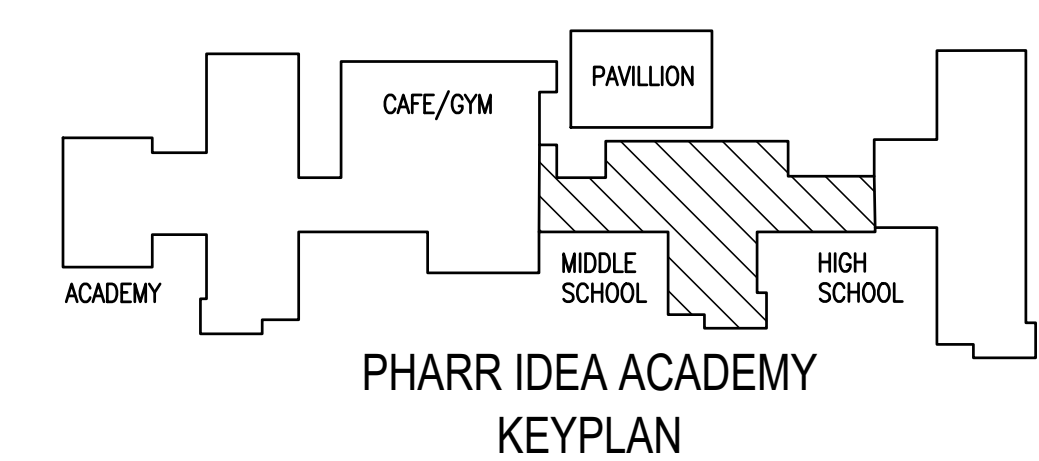 PAVILLION
CAFE/GYM
ACADEMY
MIDDLE
SCHOOL
HIGH
SCHOOL
PHARR IDEA ACADEMY
KEYPLAN